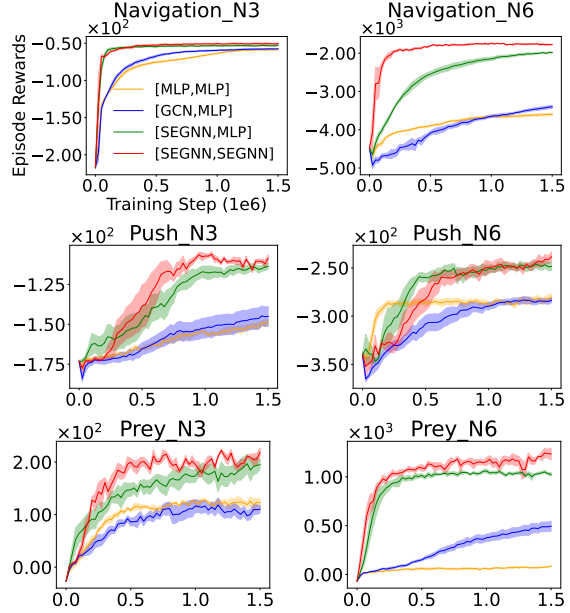 Navigation_N3
×10²
−0.50
−1.00
−1.50
−2.00
Episode Rewards
[MLP,MLP]
[GCN,MLP]
[SEGNN,MLP]
[SEGNN,SEGNN]
0.0 0.5 1.0 1.5
Training Step (1e6)
Navigation_N6
×10³
−2.00
−3.00
−4.00
−5.00
0.0 0.5 1.0 1.5
Push_N3
×10²
−1.25
−1.50
−1.75
0.0 0.5 1.0 1.5
Push_N6
×10²
−2.50
−3.00
−3.50
0.0 0.5 1.0 1.5
Prey_N3
×10²
2.00
1.00
0.00
0.0 0.5 1.0 1.5
Prey_N6
×10³
1.00
0.50
0.00
0.0 0.5 1.0 1.5